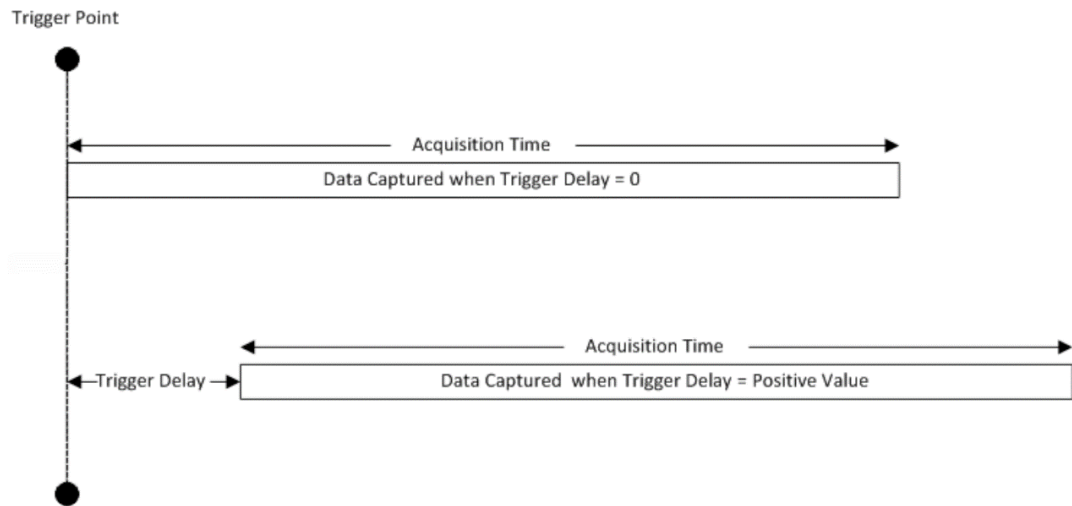 Trigger Point
Acquisition Time
Data Captured when Trigger Delay = 0
Acquisition Time
Trigger Delay
Data Captured  when Trigger Delay = Positive Value